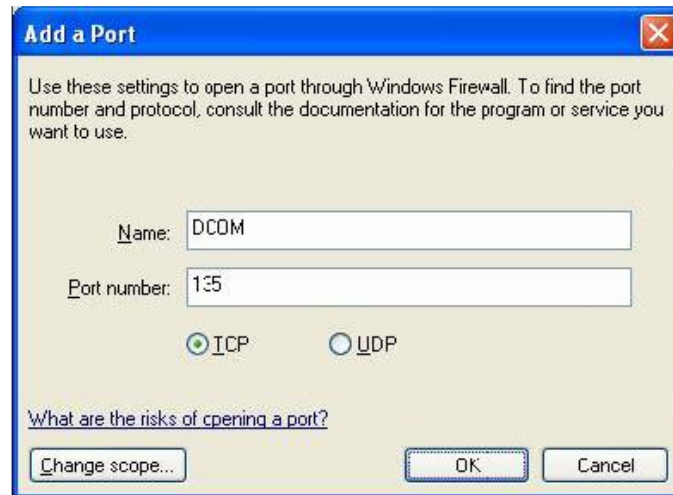 Add a Port
Use these settings to open a port through Windows Firewall. To find the port
number and protocol, consult the documentation for the program or service you
want to use.
Name: DCOM
Port number: 135
TCP UDP
What are the risks of opening a port?
Change scope... OK Cancel